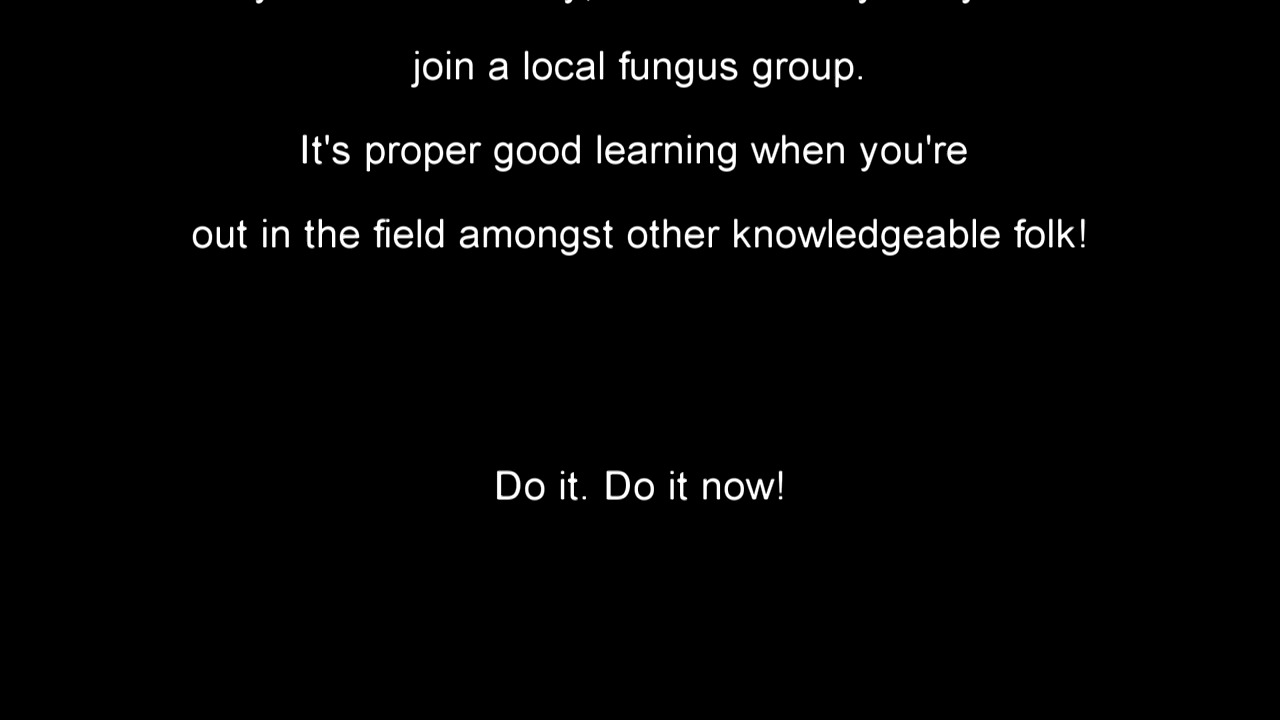 join a local fungus group.
It's proper good learning when you're
out in the field amongst other knowledgeable folk!
Do it. Do it now!